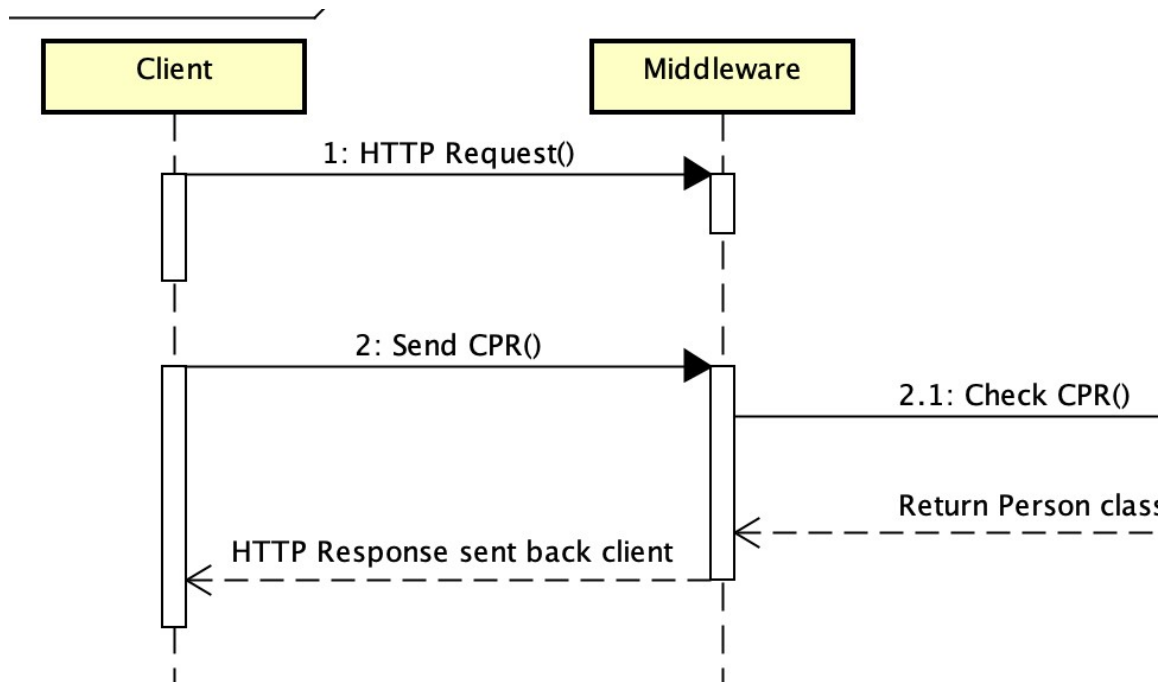 Client
Middleware
1: HTTP Request()
2: Send CPR()
2.1: Check CPR()
Return Person class
HTTP Response sent back client